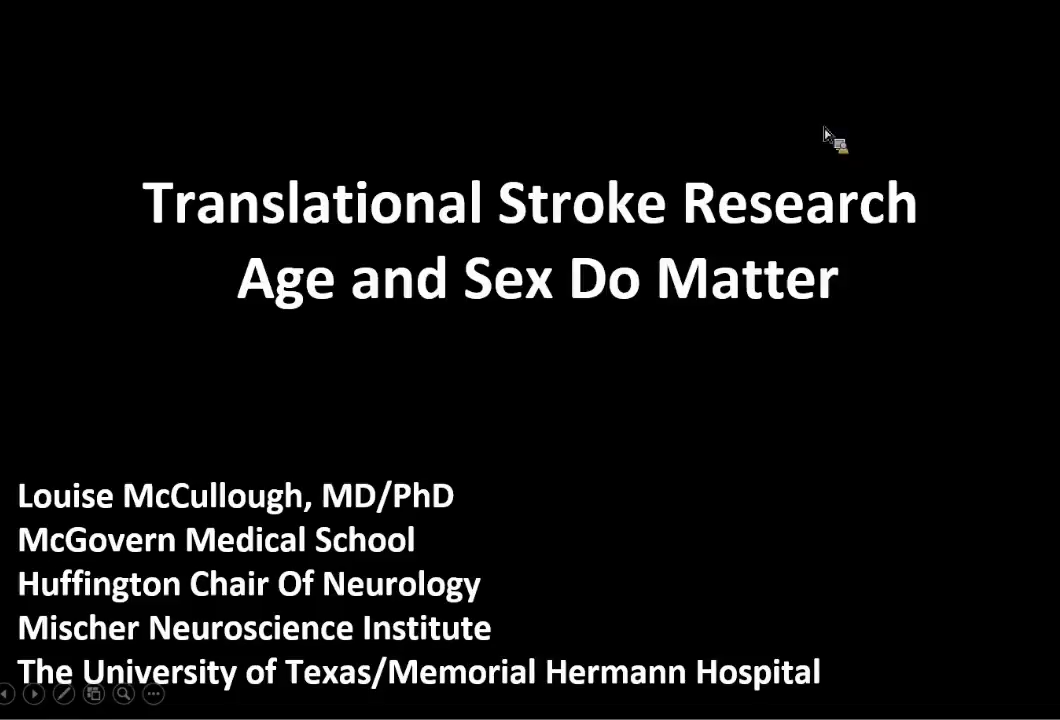 Translational Stroke Research
Age and Sex Do Matter
Louise McCullough, MD/PhD
McGovern Medical School
Huffington Chair Of Neurology
Mischer Neuroscience Institute
The University of Texas/Memorial Hermann Hospital